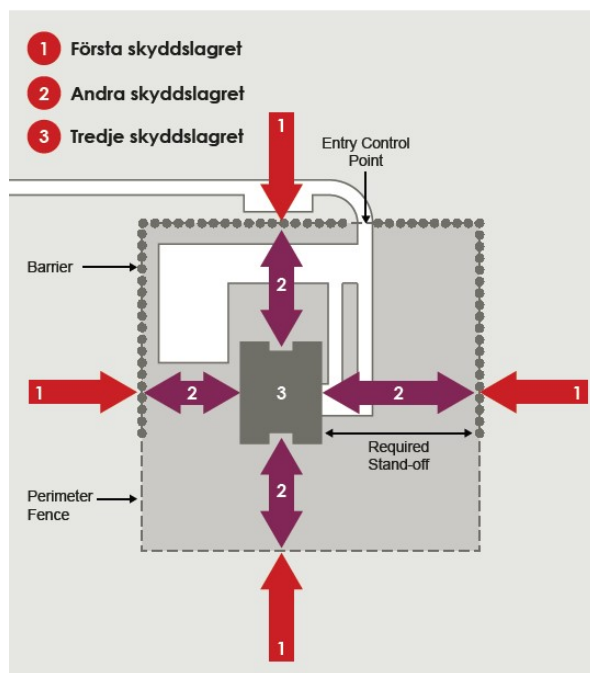 1 Första skyddslagret
2 Andra skyddslagret
3 Tredje skyddslagret
1
Entry Control
Point
Barrier
2
1
2
3
2
1
Required
Stand-off
Perimeter
Fence
2
1